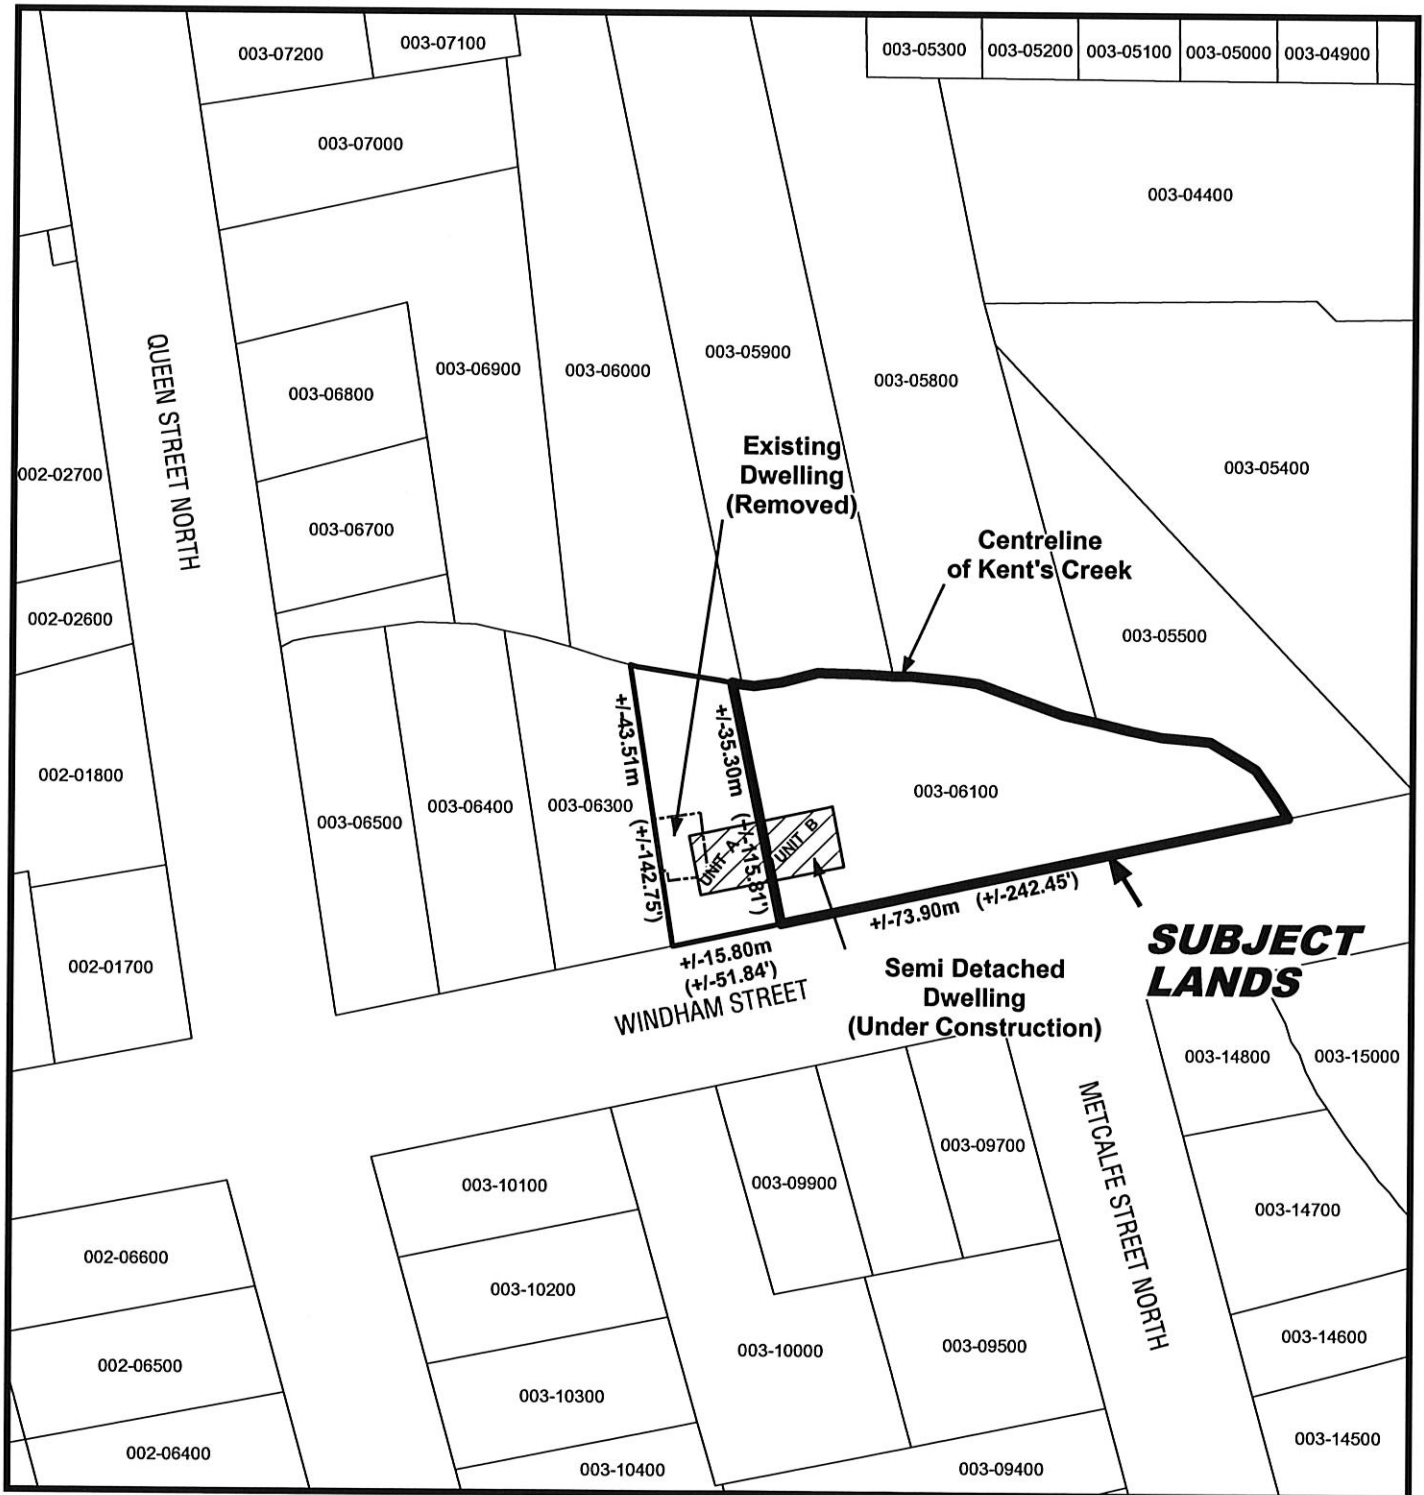 003-07200
003-07100
003-05300
003-05200
003-05100
003-05000
003-04900
003-07000
003-04400
QUEEN STREET NORTH
003-06900
003-06000
003-05900
003-05800
003-06800
002-02700
003-05400
Existing
Dwelling
(Removed)
003-06700
Centreline
of Kent's Creek
002-02600
003-05500
002-01800
003-06500
003-06400
003-06300
+/-43.51m (+/-142.75')
+/-35.30m (+/-115.81')
003-06100
UNIT A
UNIT B
+/-73.90m (+/-242.45')
+/-15.80m
(+/-51.84')
WINDHAM STREET
SUBJECT
LANDS
Semi Detached
Dwelling
(Under Construction)
002-01700
003-14800
003-15000
METCALFE STREET NORTH
003-10100
003-09900
003-09700
003-14700
002-06600
003-10200
003-10000
003-09500
003-14600
002-06500
003-10300
003-14500
002-06400
003-10400
003-09400